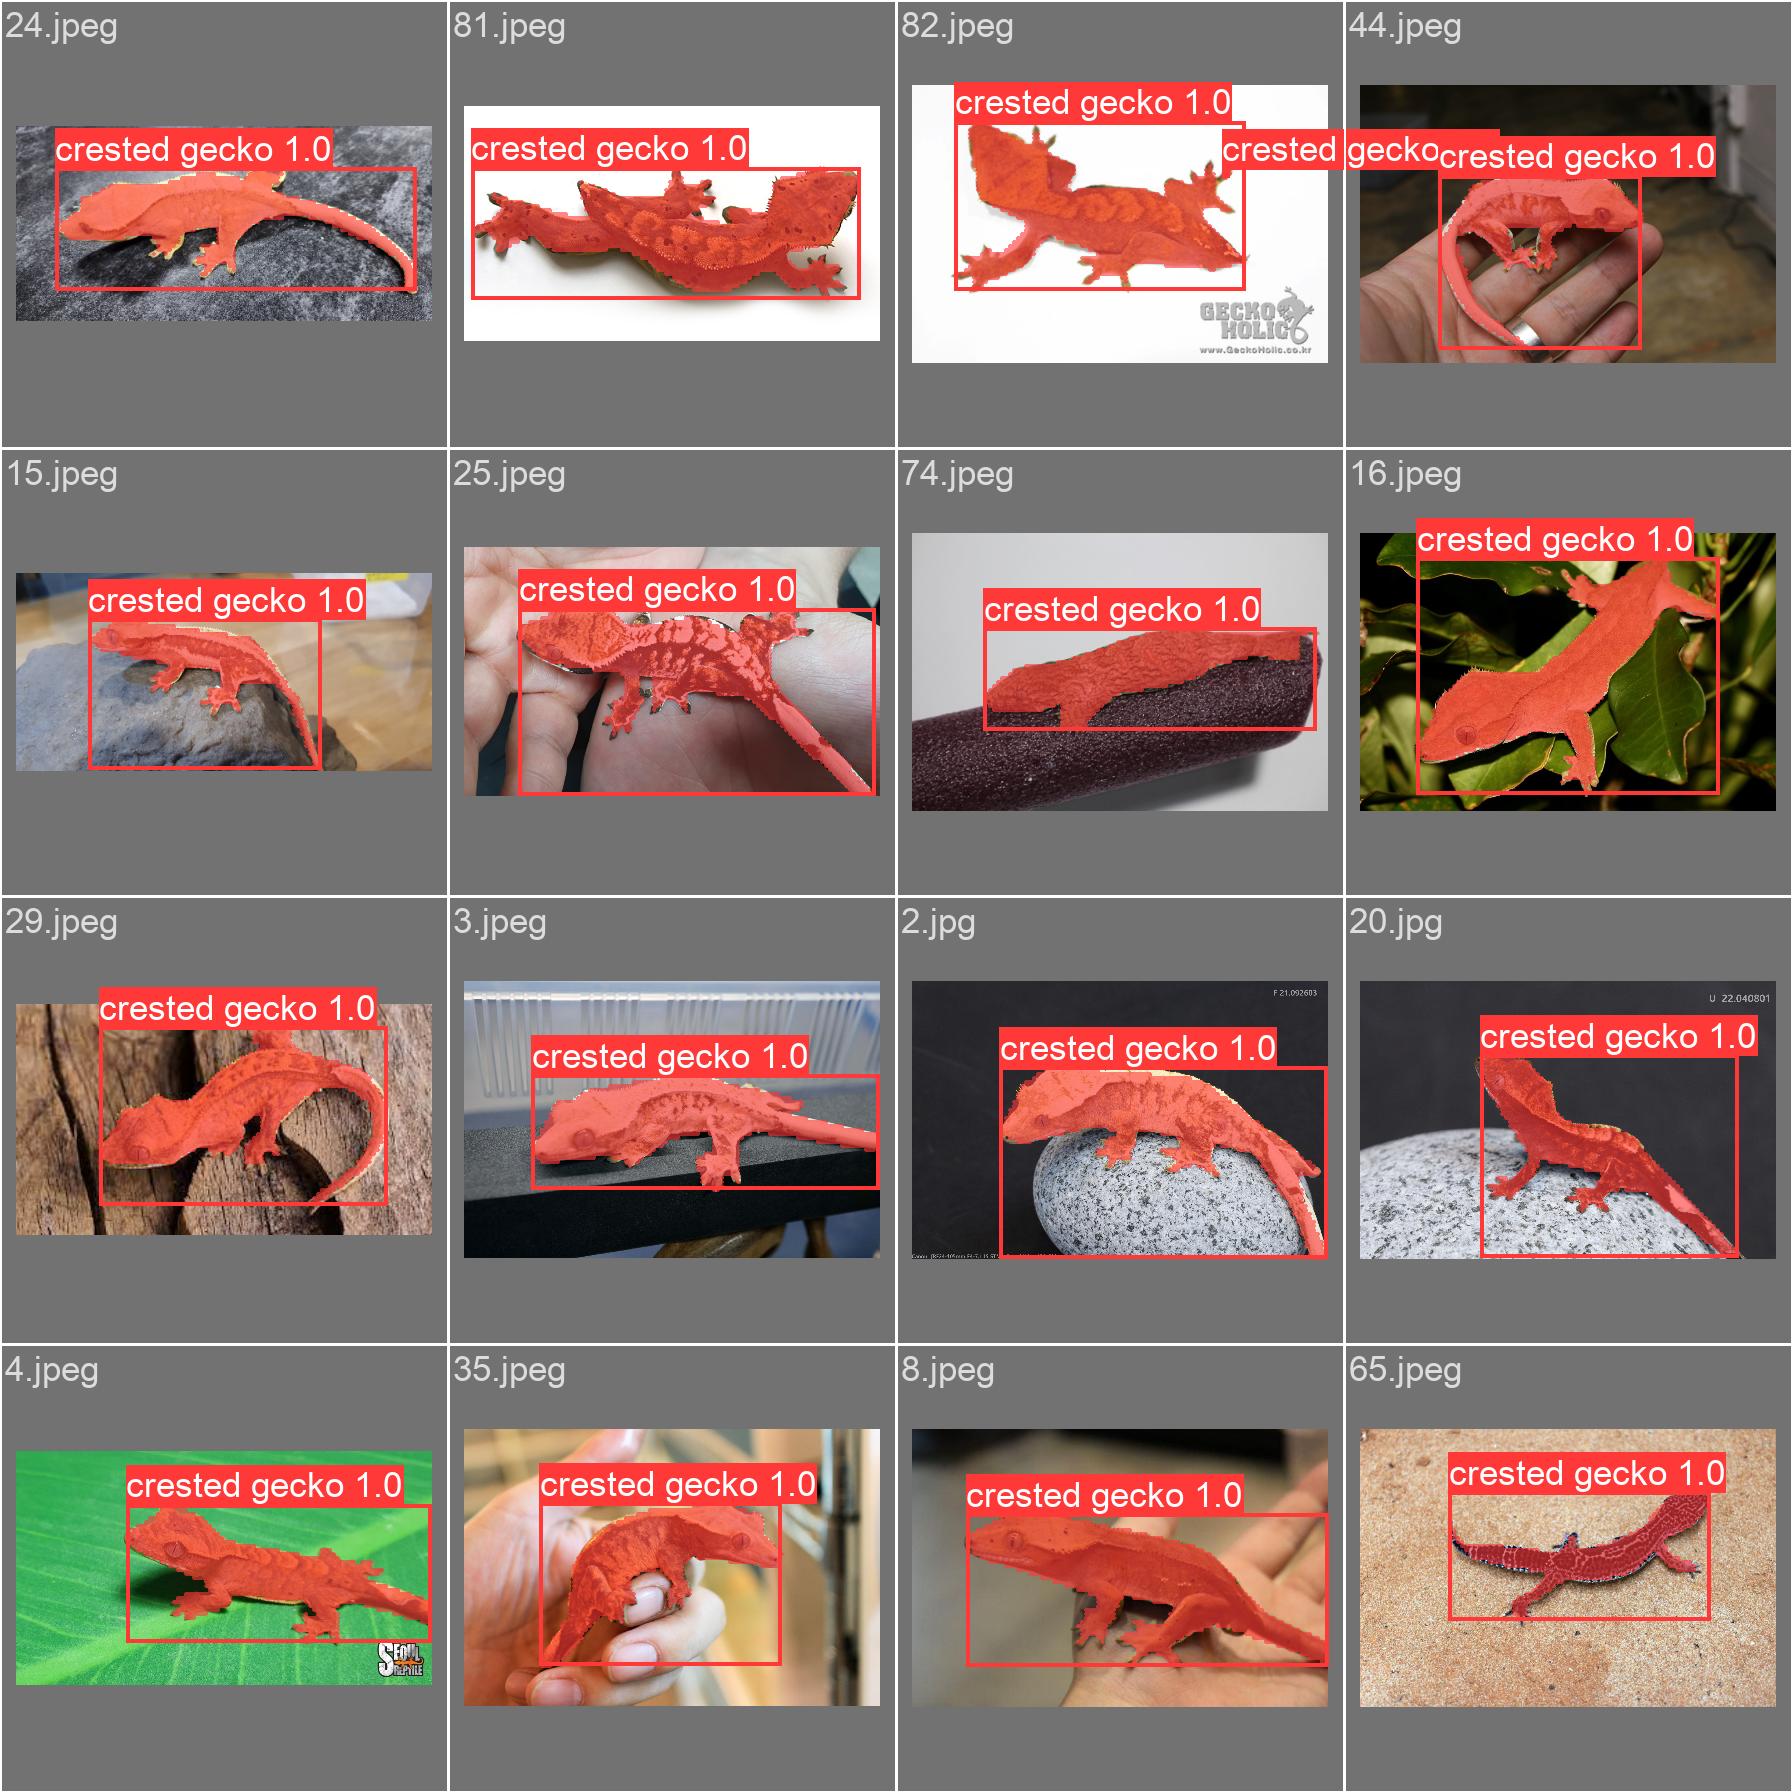 24.jpeg
81.jpeg
82.jpeg
44.jpeg
crested gecko 1.0
crested gecko 1.0
crested gecko 1.0
crested gecko
crested gecko 1.0
GECKO
HOLIC
www.GeckoHolic.co.kr
15.jpeg
25.jpeg
74.jpeg
16.jpeg
crested gecko 1.0
crested gecko 1.0
crested gecko 1.0
crested gecko 1.0
29.jpeg
3.jpeg
2.jpg
20.jpg
F 21.092603
U 22.040801
crested gecko 1.0
crested gecko 1.0
crested gecko 1.0
crested gecko 1.0
4.jpeg
35.jpeg
8.jpeg
65.jpeg
crested gecko 1.0
crested gecko 1.0
crested gecko 1.0
crested gecko 1.0
SEOUL
REPTILE